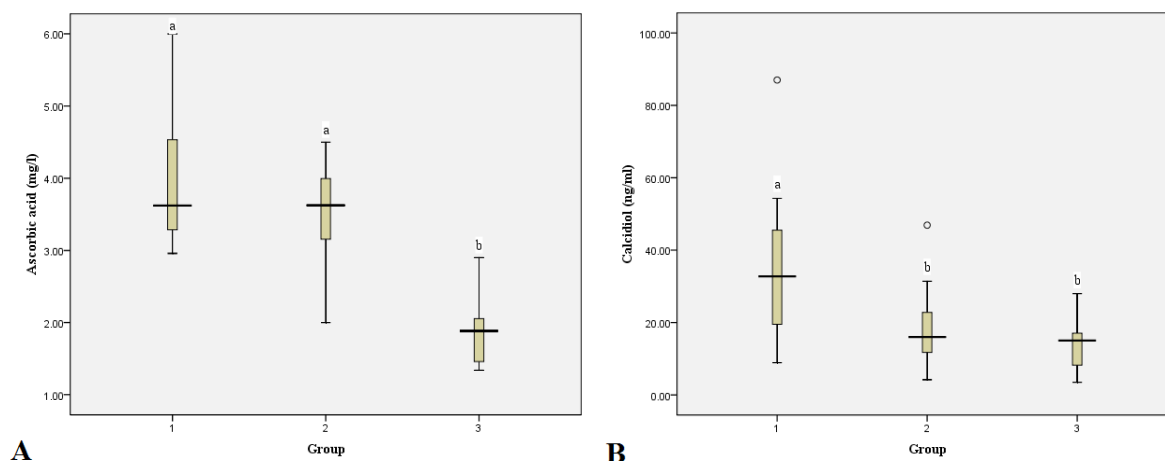 Ascorbic acid (mg/l)
6.00
5.00
4.00
3.00
2.00
1.00
a
a
b
1
2
3
Group
A
Calcidiol (ng/ml)
100.00
80.00
60.00
40.00
20.00
0.00
a
b
b
1
2
3
Group
B